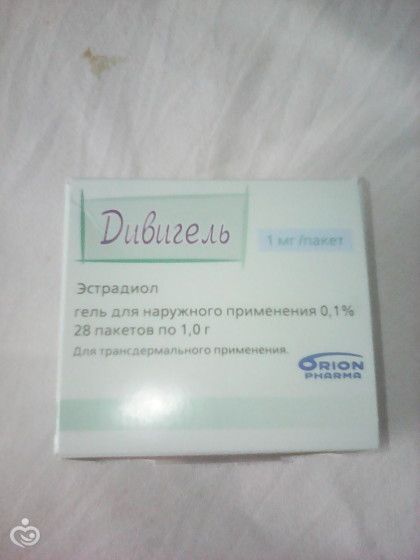 Дивигель
1 мг/пакет
Эстрадиол
гель для наружного применения 0,1%
28 пакетов по 1,0 г
Для трансдермального применения.
ORION
PHARMA